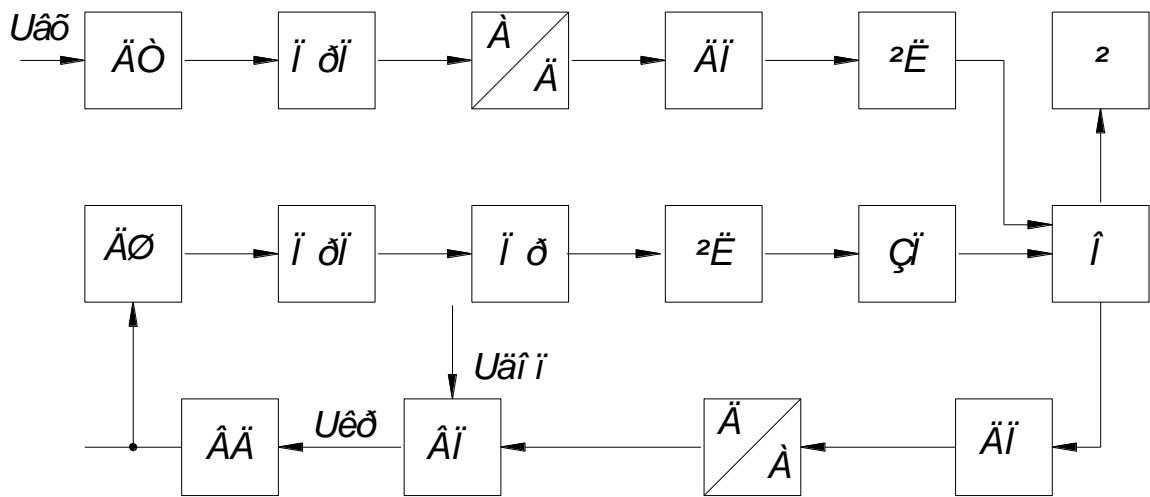 Uâõ
ÄÒ
Ï ðÏ
À
Ä
ÄÏ
²Ë
²
ÄØ
Ï ðÏ
Ï ð
²Ë
ÇÏ
Î
Uäî ï
ÂÄ
Uêð
ÂÏ
Ä
À
ÄÏ